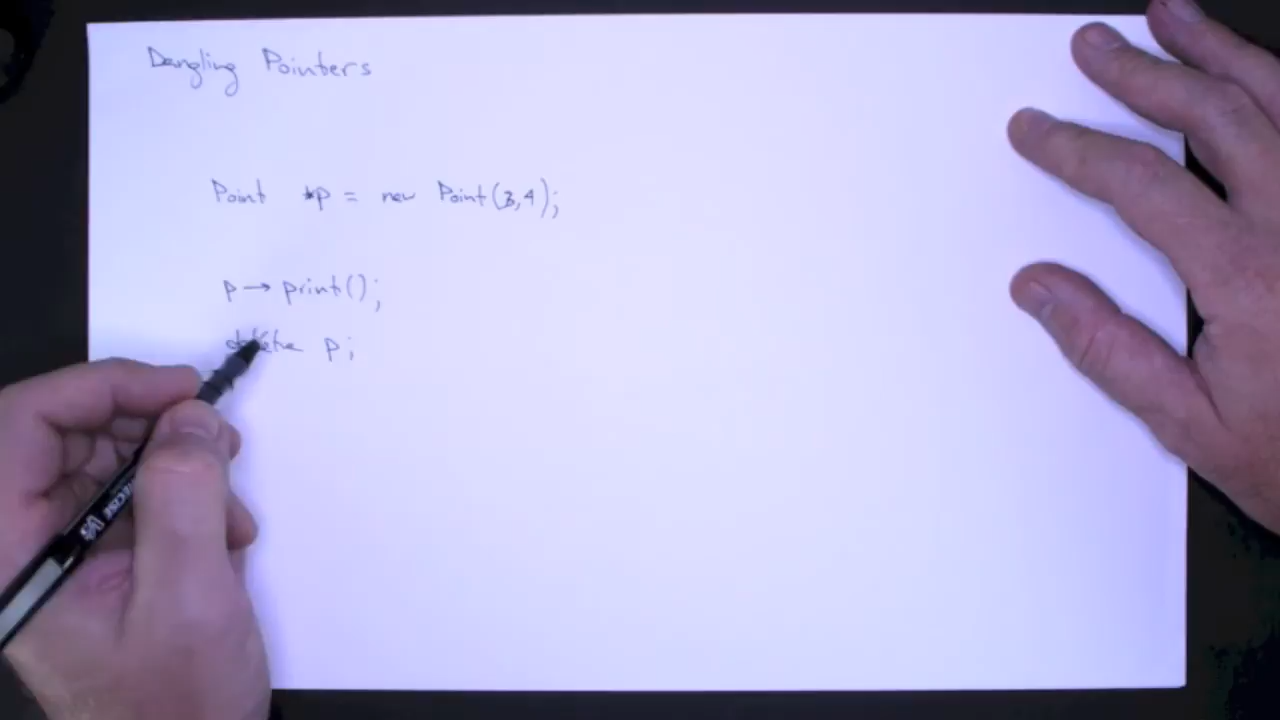 Dangling Pointers
Point *p = new Point(3,4);
p → print();
delete p;